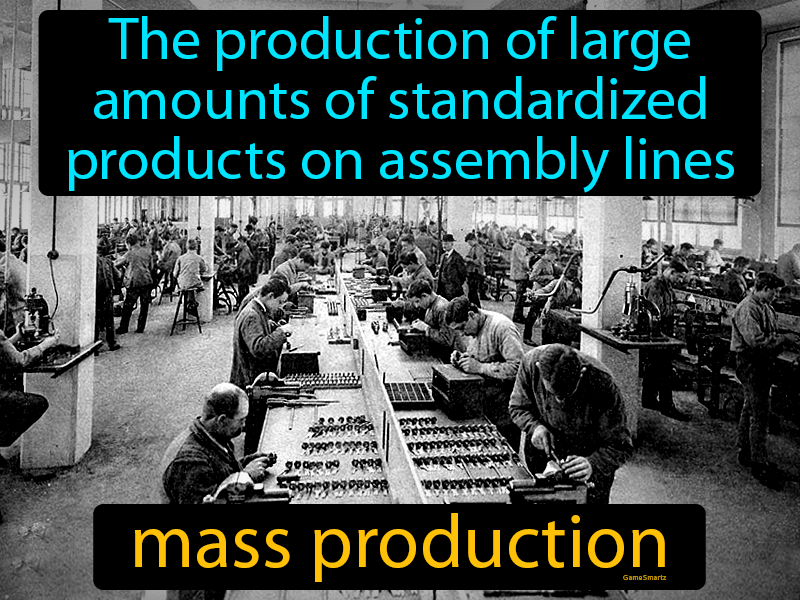 The production of large
amounts of standardized
products on assembly lines
mass production
GameSmartz